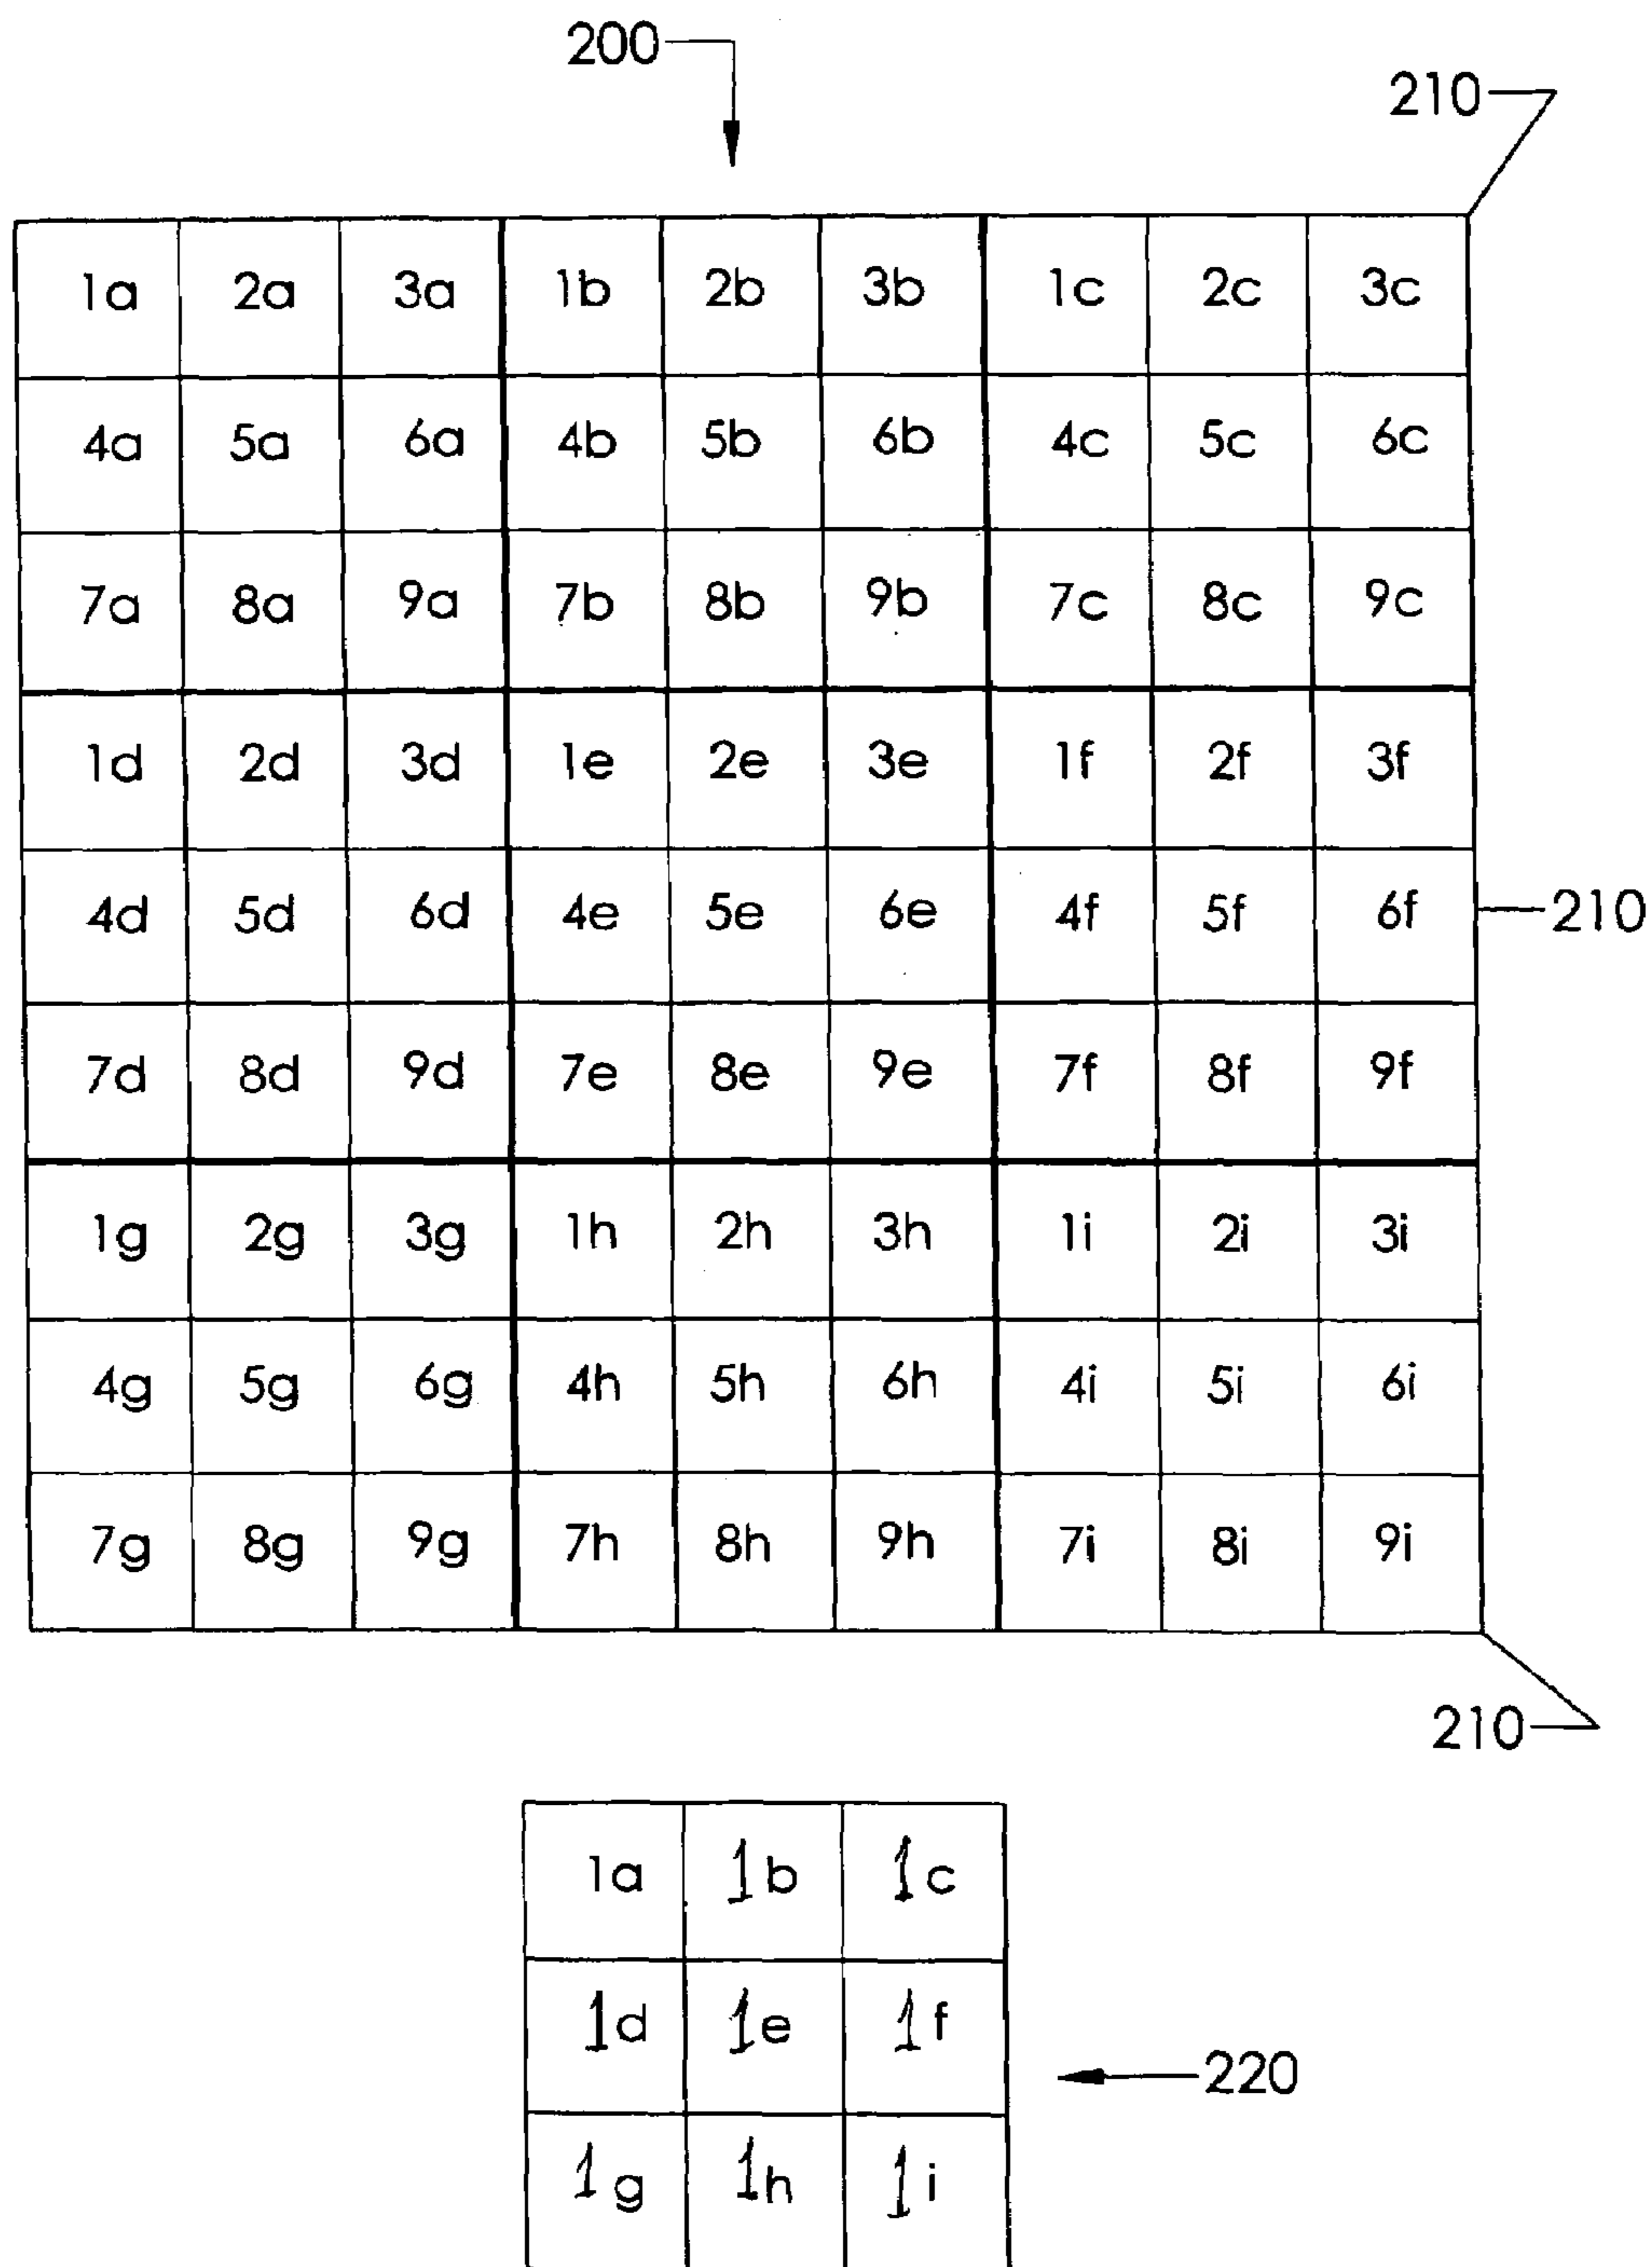 200
210
1a 2a 3a 1b 2b 3b 1c 2c 3c
4a 5a 6a 4b 5b 6b 4c 5c 6c
7a 8a 9a 7b 8b 9b 7c 8c 9c
1d 2d 3d 1e 2e 3e 1f 2f 3f
4d 5d 6d 4e 5e 6e 4f 5f 6f 210
7d 8d 9d 7e 8e 9e 7f 8f 9f
1g 2g 3g 1h 2h 3h 1i 2i 3i
4g 5g 6g 4h 5h 6h 4i 5i 6i
7g 8g 9g 7h 8h 9h 7i 8i 9i
210
1a 1b 1c
1d 1e 1f
220
1g 1h 1i